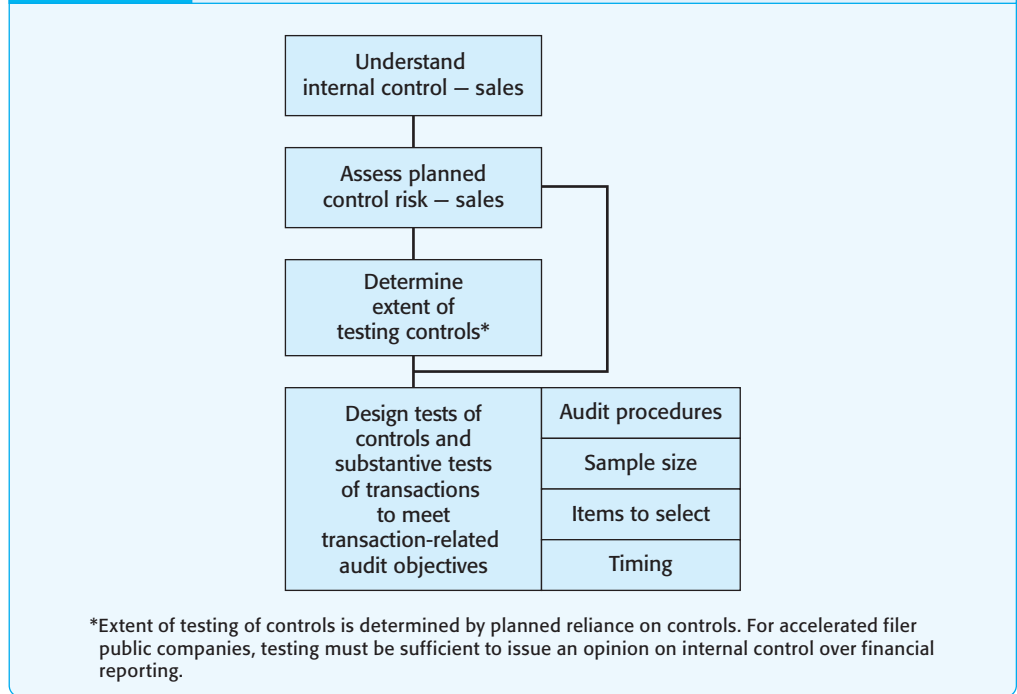 Understand
internal control — sales
Assess planned
control risk — sales
Determine
extent of
testing controls*
Design tests of
controls and
substantive tests
of transactions
to meet
transaction-related
audit objectives
Audit procedures
Sample size
Items to select
Timing
*Extent of testing of controls is determined by planned reliance on controls. For accelerated filer
public companies, testing must be sufficient to issue an opinion on internal control over financial
reporting.